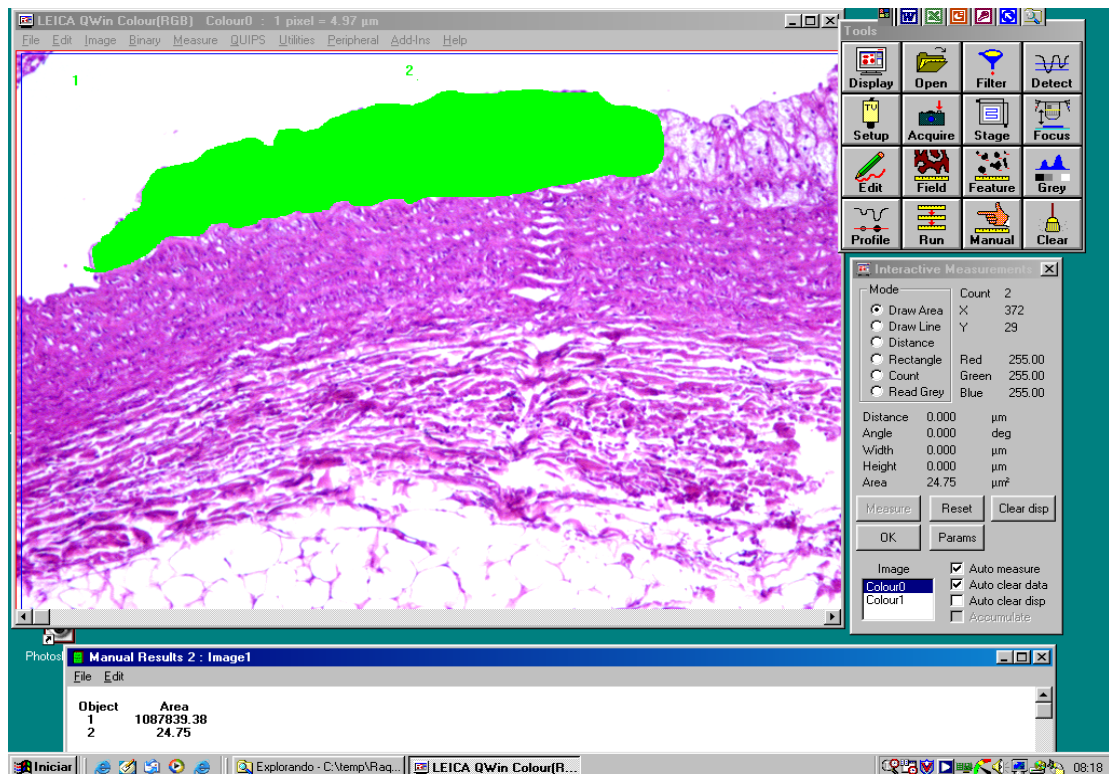 LEICA QWin Colour(RGB) Colour0 : 1 pixel = 4.97 µm
File Edit Image Binary Measure QUIPS Utilities Peripheral Add-Ins Help
1
2
Tools
Display Open Filter Detect
TV
Setup Acquire Stage Focus
Edit Field Feature Grey
Profile Run Manual Clear
Interactive Measurements
Mode
Draw Area
Draw Line
Distance
Rectangle
Count
Read Grey
Count 2
X 372
Y 29
Red 255.00
Green 255.00
Blue 255.00
Distance 0.000 µm
Angle 0.000 deg
Width 0.000 µm
Height 0.000 µm
Area 24.75 µm²
Measure Reset Clear disp
OK Params
Image
Colour0
Colour1
Auto measure
Auto clear data
Auto clear disp
Accumulate
Manual Results 2 : Image1
File Edit
Object Area
1 1087839.38
2 24.75
Iniciar
Explorando - C:\temp\Raq...
LEICA QWin Colour(R...
08:18